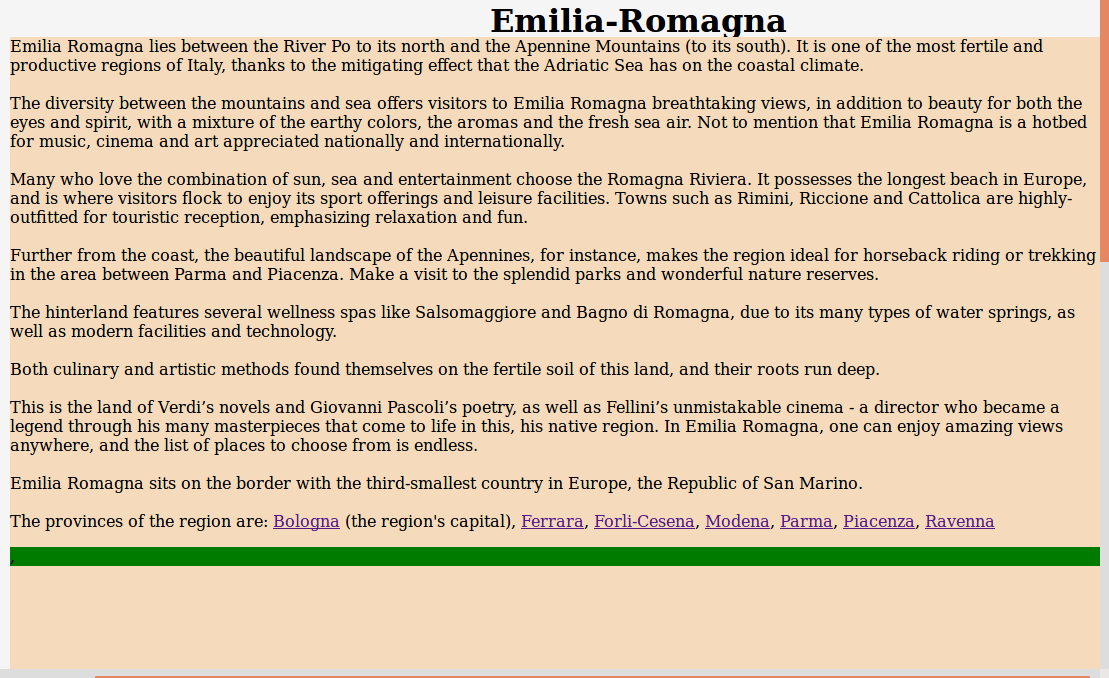 Emilia-Romagna
Emilia Romagna lies between the River Po to its north and the Apennine Mountains (to its south). It is one of the most fertile and
productive regions of Italy, thanks to the mitigating effect that the Adriatic Sea has on the coastal climate.
The diversity between the mountains and sea offers visitors to Emilia Romagna breathtaking views, in addition to beauty for both the
eyes and spirit, with a mixture of the earthy colors, the aromas and the fresh sea air. Not to mention that Emilia Romagna is a hotbed
for music, cinema and art appreciated nationally and internationally.
Many who love the combination of sun, sea and entertainment choose the Romagna Riviera. It possesses the longest beach in Europe,
and is where visitors flock to enjoy its sport offerings and leisure facilities. Towns such as Rimini, Riccione and Cattolica are highly-
outfitted for touristic reception, emphasizing relaxation and fun.
Further from the coast, the beautiful landscape of the Apennines, for instance, makes the region ideal for horseback riding or trekking
in the area between Parma and Piacenza. Make a visit to the splendid parks and wonderful nature reserves.
The hinterland features several wellness spas like Salsomaggiore and Bagno di Romagna, due to its many types of water springs, as
well as modern facilities and technology.
Both culinary and artistic methods found themselves on the fertile soil of this land, and their roots run deep.
This is the land of Verdi’s novels and Giovanni Pascoli’s poetry, as well as Fellini’s unmistakable cinema - a director who became a
legend through his many masterpieces that come to life in this, his native region. In Emilia Romagna, one can enjoy amazing views
anywhere, and the list of places to choose from is endless.
Emilia Romagna sits on the border with the third-smallest country in Europe, the Republic of San Marino.
The provinces of the region are: Bologna (the region's capital), Ferrara, Forli-Cesena, Modena, Parma, Piacenza, Ravenna